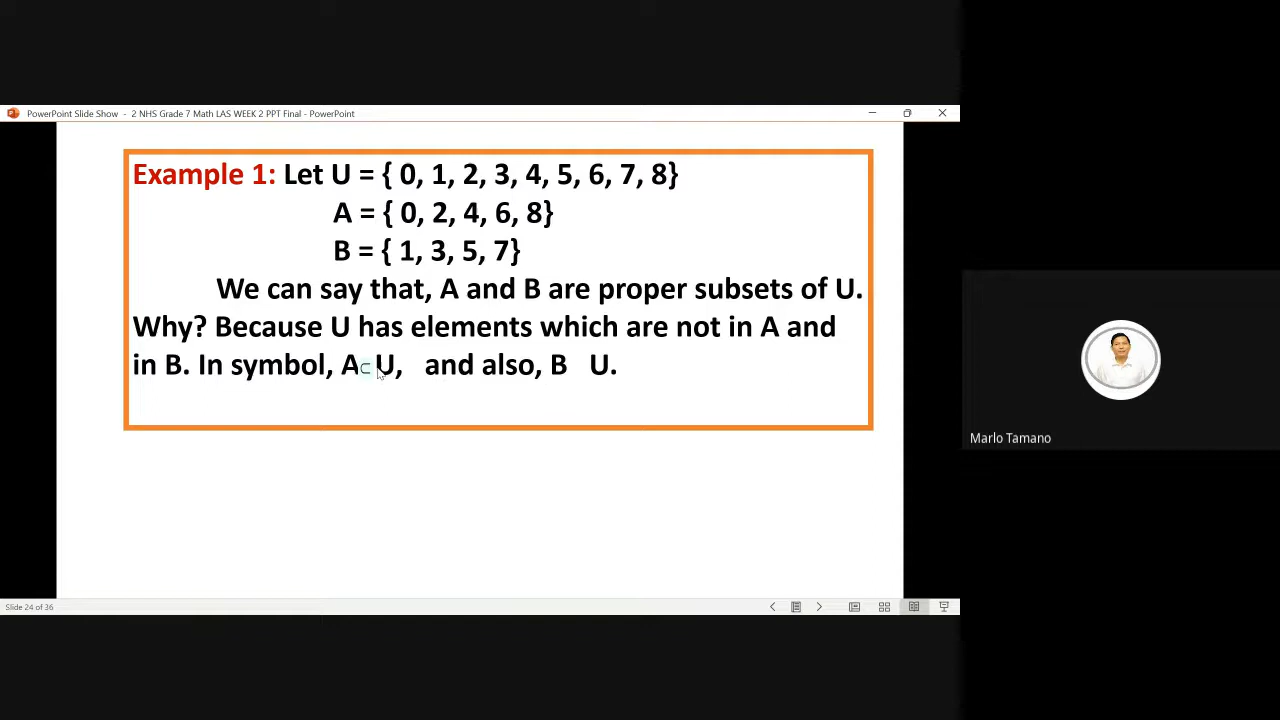 PowerPoint Slide Show - 2 NHS Grade 7 Math LAS WEEK 2 PPT Final - PowerPoint
Example 1: Let U = { 0, 1, 2, 3, 4, 5, 6, 7, 8}
A = { 0, 2, 4, 6, 8}
B = { 1, 3, 5, 7}
We can say that, A and B are proper subsets of U.
Why? Because U has elements which are not in A and
in B. In symbol, A ⊂ U, and also, B U.
Marlo Tamano
Slide 24 of 36